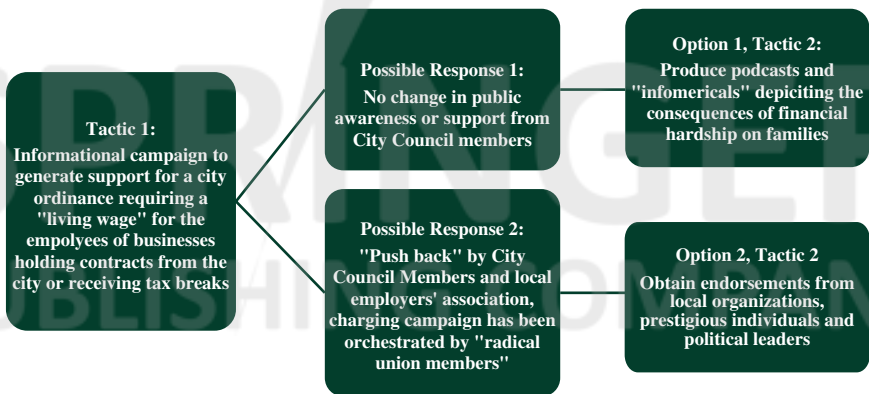 Tactic 1:
Informational campaign to
generate support for a city
ordinance requiring a
"living wage" for the
empolyees of businesses
holding contracts from the
city or receiving tax breaks
Possible Response 1:
No change in public
awareness or support from
City Council members
Option 1, Tactic 2:
Produce podcasts and
"infomericals" depiciting the
consequences of financial
hardship on families
Possible Response 2:
"Push back" by City
Council Members and local
employers' association,
charging campaign has been
orchestrated by "radical
union members"
Option 2, Tactic 2
Obtain endorsements from
local organizations,
prestigious individuals and
political leaders
SPRINGER
PUBLISHING COMPANY